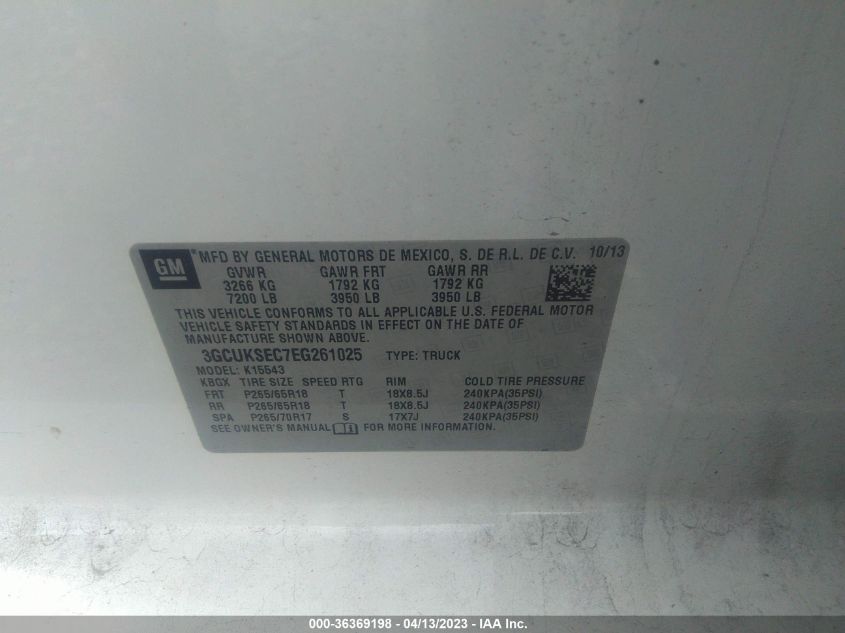 GM ® MFD BY GENERAL MOTORS DE MEXICO, S. DE R.L. DE C.V. 10/13
GVWR GAWR FRT GAWR RR
3266 KG 1792 KG 1792 KG
7200 LB 3950 LB 3950 LB
THIS VEHICLE CONFORMS TO ALL APPLICABLE U.S. FEDERAL MOTOR
VEHICLE SAFETY STANDARDS IN EFFECT ON THE DATE OF
MANUFACTURE SHOWN ABOVE.
3GCUKSEC7EG261025 TYPE: TRUCK
MODEL: K15543
KBGX TIRE SIZE SPEED RTG RIM COLD TIRE PRESSURE
FRT P265/65R18 T 18X8.5J 240KPA(35PSI)
RR P265/65R18 T 18X8.5J 240KPA(35PSI)
SPA P265/70R17 S 17X7J 240KPA(35PSI)
SEE OWNER'S MANUAL FOR MORE INFORMATION.
000-36369198 - 04/13/2023 - IAA Inc.